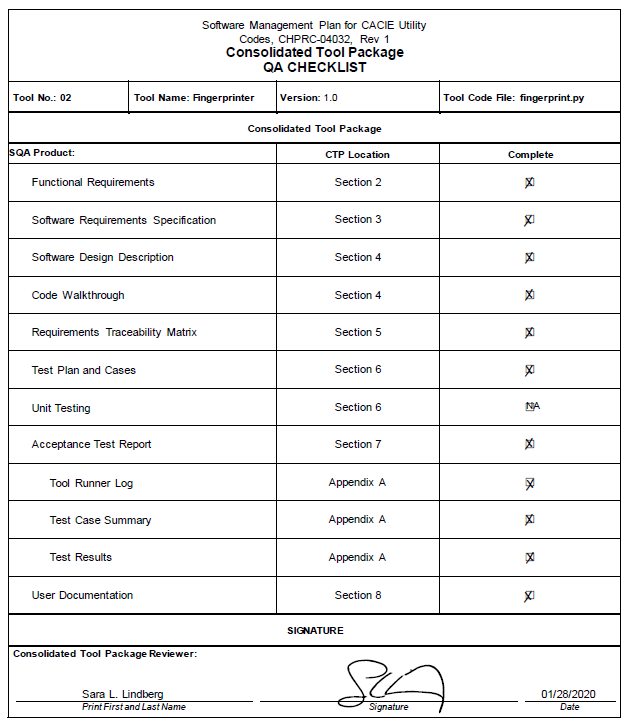 Software Management Plan for CACIE Utility
Codes, CHPRC-04032, Rev 1
Consolidated Tool Package
QA CHECKLIST
Tool No.: 02 Tool Name: Fingerprinter Version: 1.0 Tool Code File: fingerprint.py
Consolidated Tool Package
SQA Product: CTP Location Complete
Functional Requirements Section 2 X
Software Requirements Specification Section 3 X
Software Design Description Section 4 X
Code Walkthrough Section 4 X
Requirements Traceability Matrix Section 5 X
Test Plan and Cases Section 6 X
Unit Testing Section 6 NA
Acceptance Test Report Section 7 X
Tool Runner Log Appendix A X
Test Case Summary Appendix A X
Test Results Appendix A X
User Documentation Section 8 X
SIGNATURE
Consolidated Tool Package Reviewer:
Sara L. Lindberg 01/28/2020
Print First and Last Name Signature Date